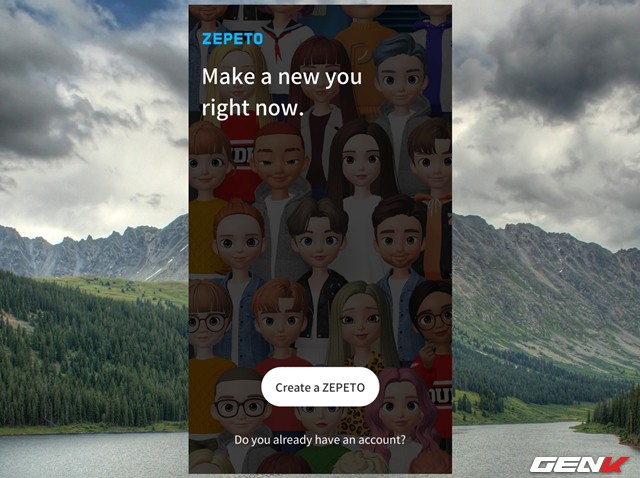 ZEPETO
Make a new you
right now.
Create a ZEPETO
Do you already have an account?
GENK